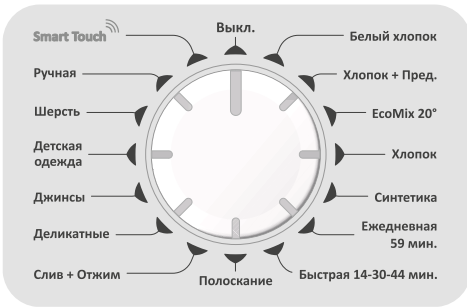 Выкл.
Smart Touch
Белый хлопок
Ручная
Хлопок + Пред.
Шерсть
EcoMix 20°
Детская
одежда
Хлопок
Джинсы
Синтетика
Деликатные
Ежедневная
59 мин.
Слив + Отжим
Полоскание
Быстрая 14-30-44 мин.